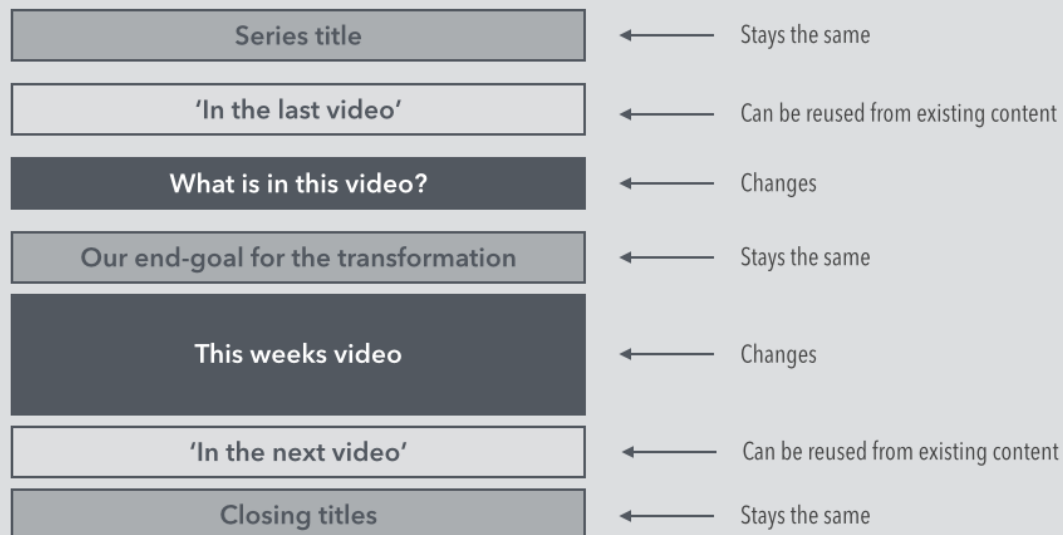 Series title
Stays the same
‘In the last video’
Can be reused from existing content
What is in this video?
Changes
Our end-goal for the transformation
Stays the same
This weeks video
Changes
‘In the next video’
Can be reused from existing content
Closing titles
Stays the same